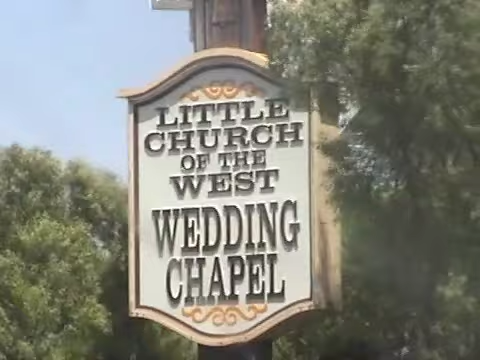 LITTLE
CHURCH
OF THE
WEST
WEDDING
CHAPEL